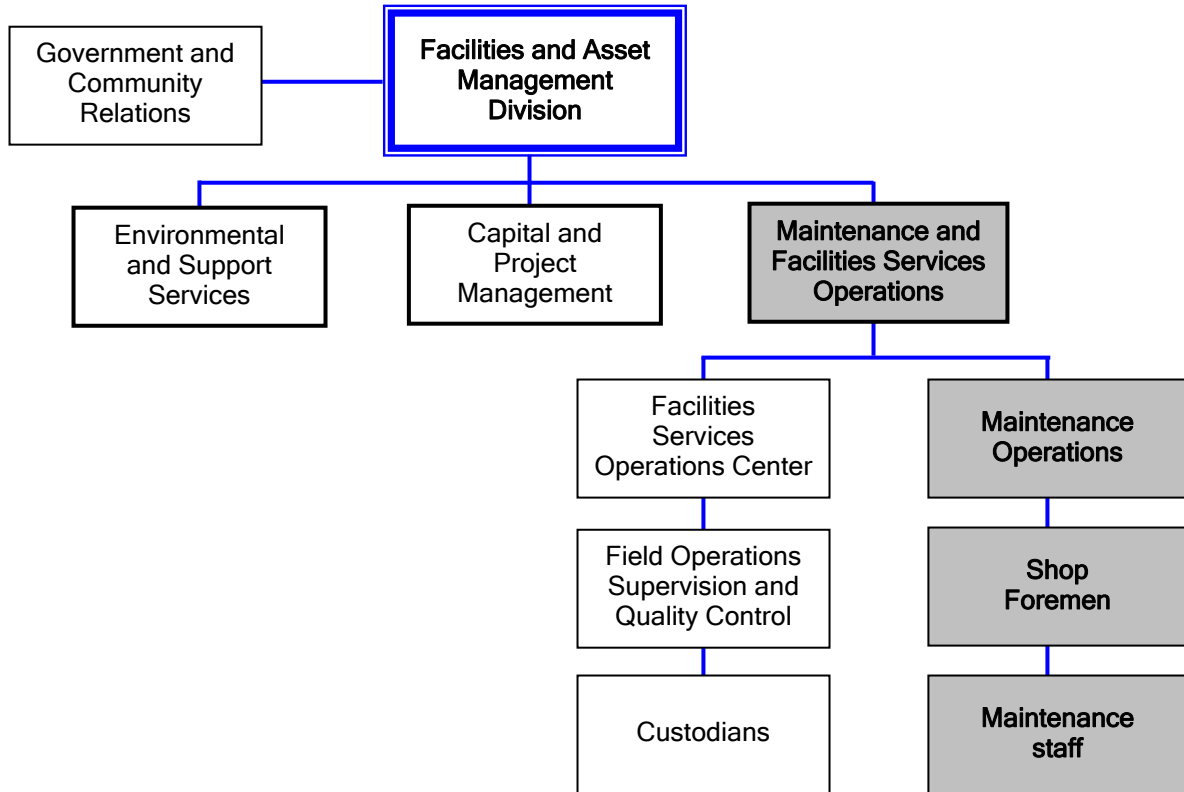 Government and
Community
Relations
Facilities and Asset
Management
Division
Environmental
and Support
Services
Capital and
Project
Management
Maintenance and
Facilities Services
Operations
Facilities
Services
Operations Center
Maintenance
Operations
Field Operations
Supervision and
Quality Control
Shop
Foremen
Custodians
Maintenance
staff